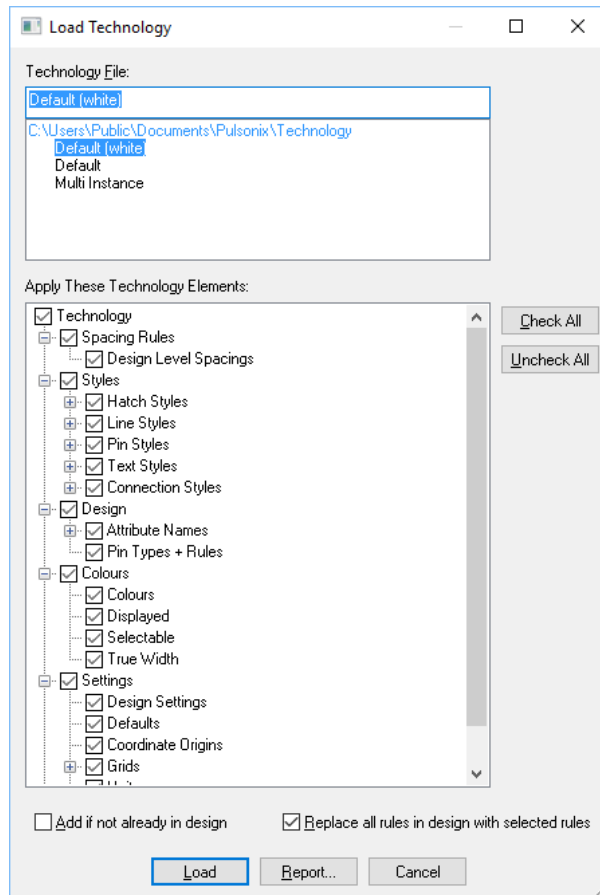 Load Technology
Technology File:
Default (white)
C:\Users\Public\Documents\Pulsonix\Technology
Default (white)
Default
Multi Instance
Apply These Technology Elements:
Technology
Spacing Rules
Design Level Spacings
Styles
Hatch Styles
Line Styles
Pin Styles
Text Styles
Connection Styles
Design
Attribute Names
Pin Types + Rules
Colours
Colours
Displayed
Selectable
True Width
Settings
Design Settings
Defaults
Coordinate Origins
Grids
Check All
Uncheck All
Add if not already in design
Replace all rules in design with selected rules
Load
Report...
Cancel